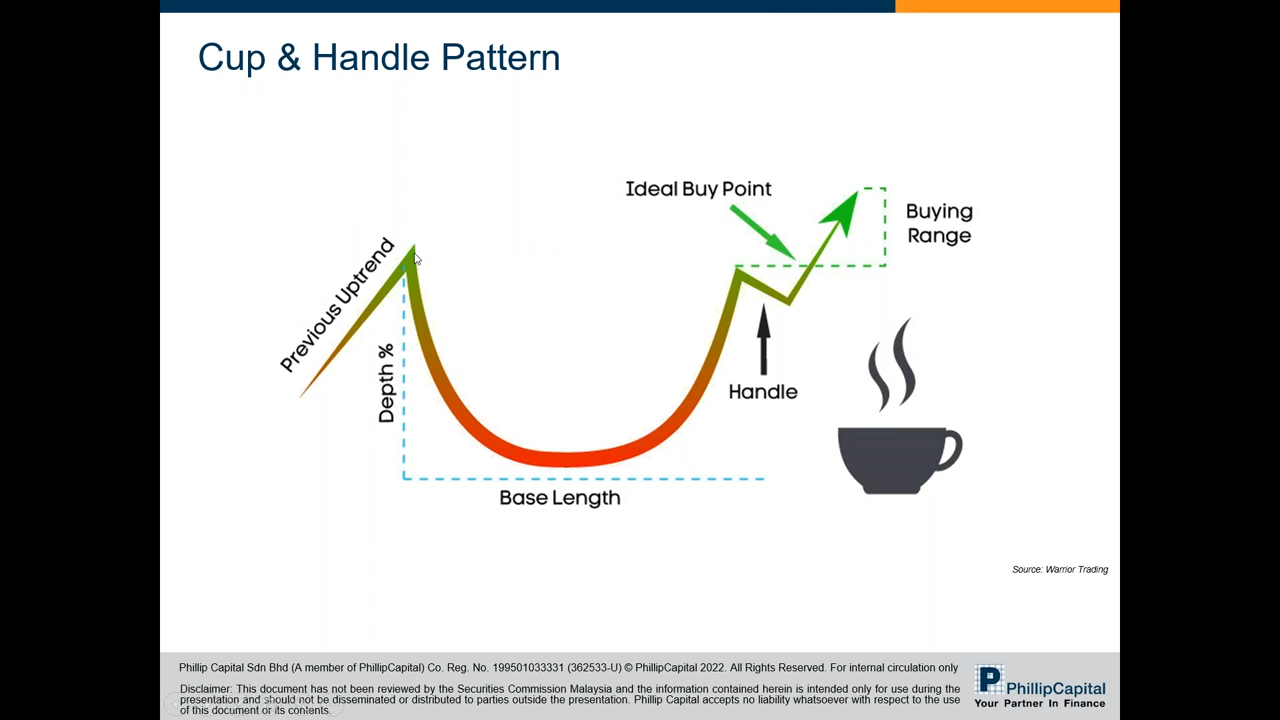 Cup & Handle Pattern
Ideal Buy Point
Buying
Range
Previous Uptrend
Depth %
Handle
Base Length
Source: Warrior Trading
Phillip Capital Sdn Bhd (A member of PhillipCapital) Co. Reg. No. 199501033331 (362533-U) © PhillipCapital 2022. All Rights Reserved. For internal circulation only
Disclaimer: This document has not been reviewed by the Securities Commission Malaysia and the information contained herein is intended only for use during the
presentation and should not be disseminated or distributed to parties outside the presentation. Phillip Capital accepts no liability whatsoever with respect to the use
of this document or its contents.
P
PhillipCapital
Your Partner In Finance